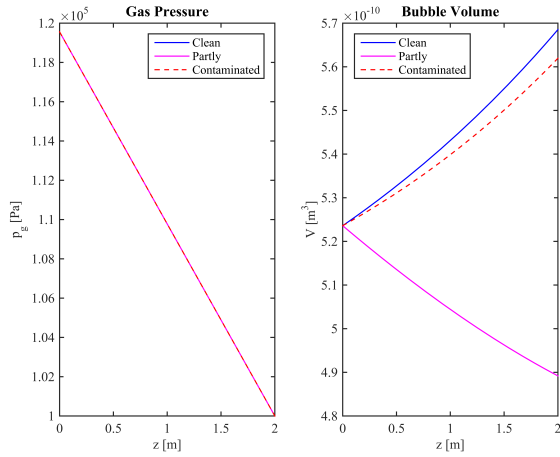 Gas Pressure
×10⁵
1.2
1.18
1.16
1.14
1.12
1.1
1.08
1.06
1.04
1.02
1
p_g [Pa]
0
0.5
1
1.5
2
z [m]
Clean
Partly
Contaminated
Bubble Volume
×10⁻¹⁰
5.7
5.6
5.5
5.4
5.3
5.2
5.1
5
4.9
4.8
V [m³]
0
0.5
1
1.5
2
z [m]
Clean
Partly
Contaminated